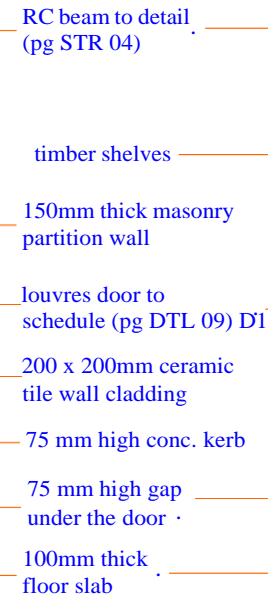 RC beam to detail
(pg STR 04)
timber shelves
150mm thick masonry
partition wall
louvres door to
schedule (pg DTL 09) D1
200 x 200mm ceramic
tile wall cladding
75 mm high conc. kerb
75 mm high gap
under the door
100mm thick
floor slab